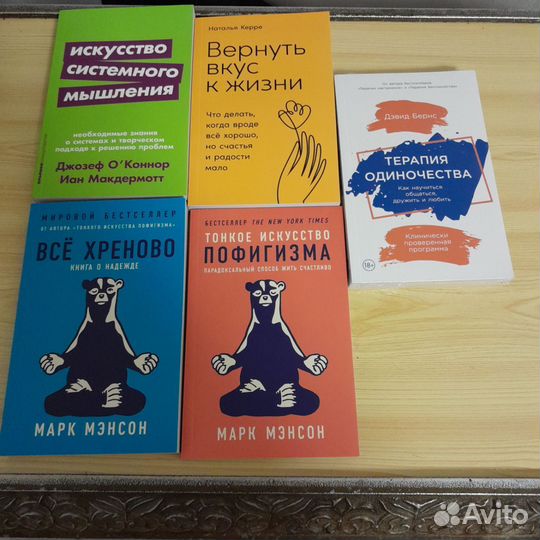 ИСКУССТВО
СИСТЕМНОГО
МЫШЛЕНИЯ
необходимые знания
о системах и творческом
подходе к решению проблем
Джозеф О'Коннор
Иан Макдермотт
Наталья Керре
Вернуть
вкус
к жизни
Что делать,
когда вроде
всё хорошо,
но счастья
и радости
мало
От автора бестселлеров
Дэвид Бернс
ТЕРАПИЯ
ОДИНОЧЕСТВА
Как научиться
общаться,
дружить и любить
Клинически
проверенная
программа
18+
МИРОВОЙ БЕСТСЕЛЛЕР
ОТ АВТОРА «ТОНКОГО ИСКУССТВА ПОФИГИЗМА»
ВСЁ ХРЕНОВО
КНИГА О НАДЕЖДЕ
МАРК МЭНСОН
БЕСТСЕЛЛЕР THE NEW YORK TIMES
ТОНКОЕ ИСКУССТВО
ПОФИГИЗМА
ПАРАДОКСАЛЬНЫЙ СПОСОБ ЖИТЬ СЧАСТЛИВО
МАРК МЭНСОН
Avito